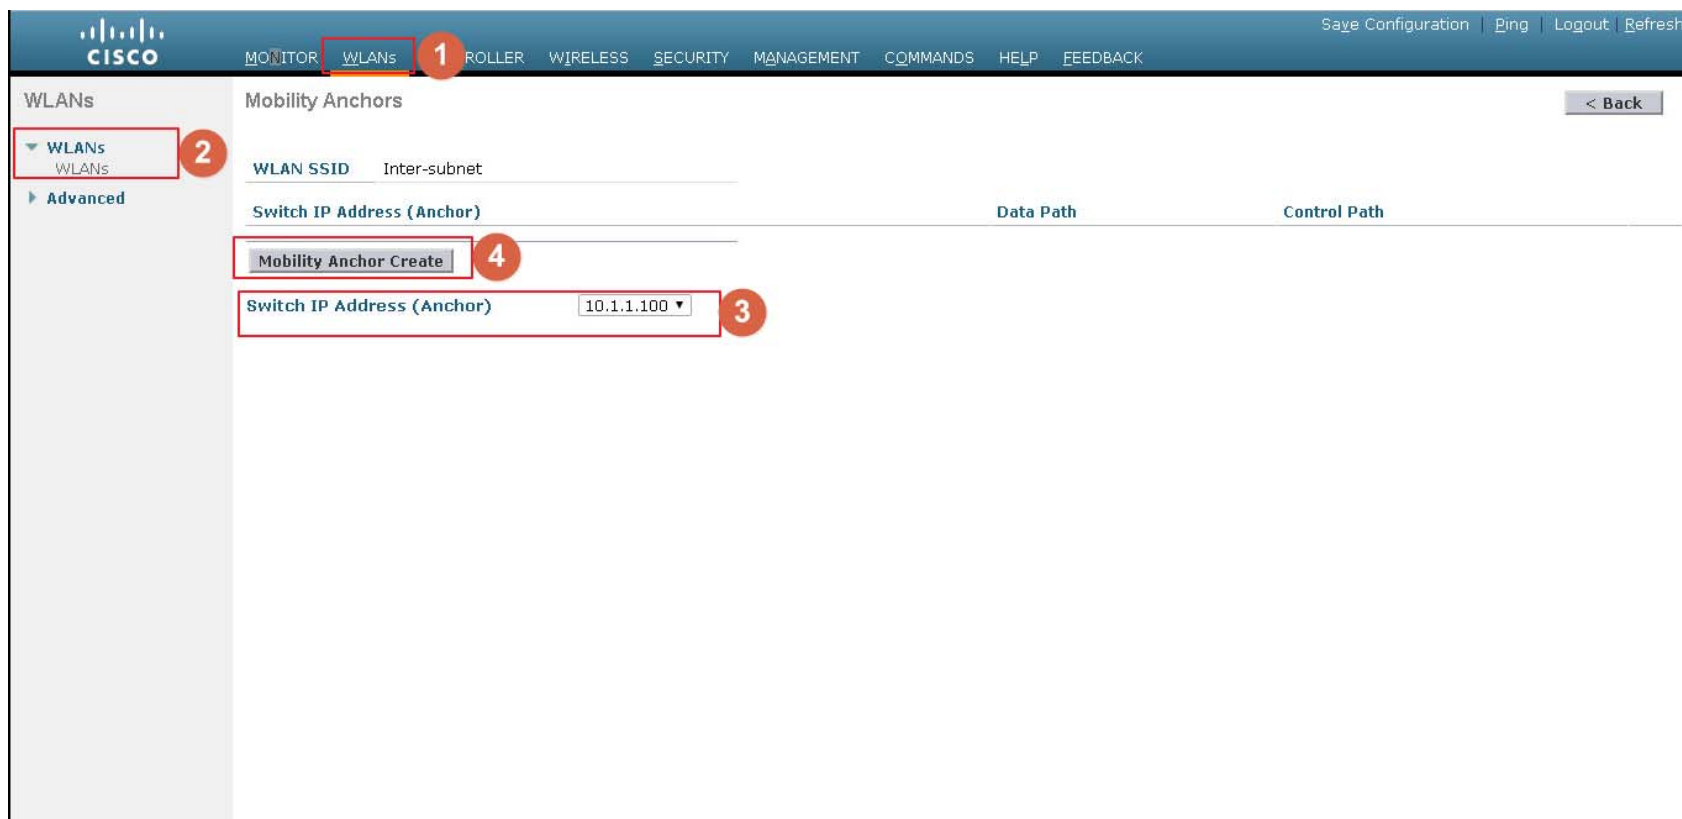 Save Configuration | Ping | Logout | Refresh
CISCO
MONITOR WLANs 1 ROLLER WIRELESS SECURITY MANAGEMENT COMMANDS HELP FEEDBACK
WLANs
Mobility Anchors
< Back
WLANs
WLANs
2
Advanced
WLAN SSID Inter-subnet
Switch IP Address (Anchor) Data Path Control Path
Mobility Anchor Create 4
Switch IP Address (Anchor) 10.1.1.100 3